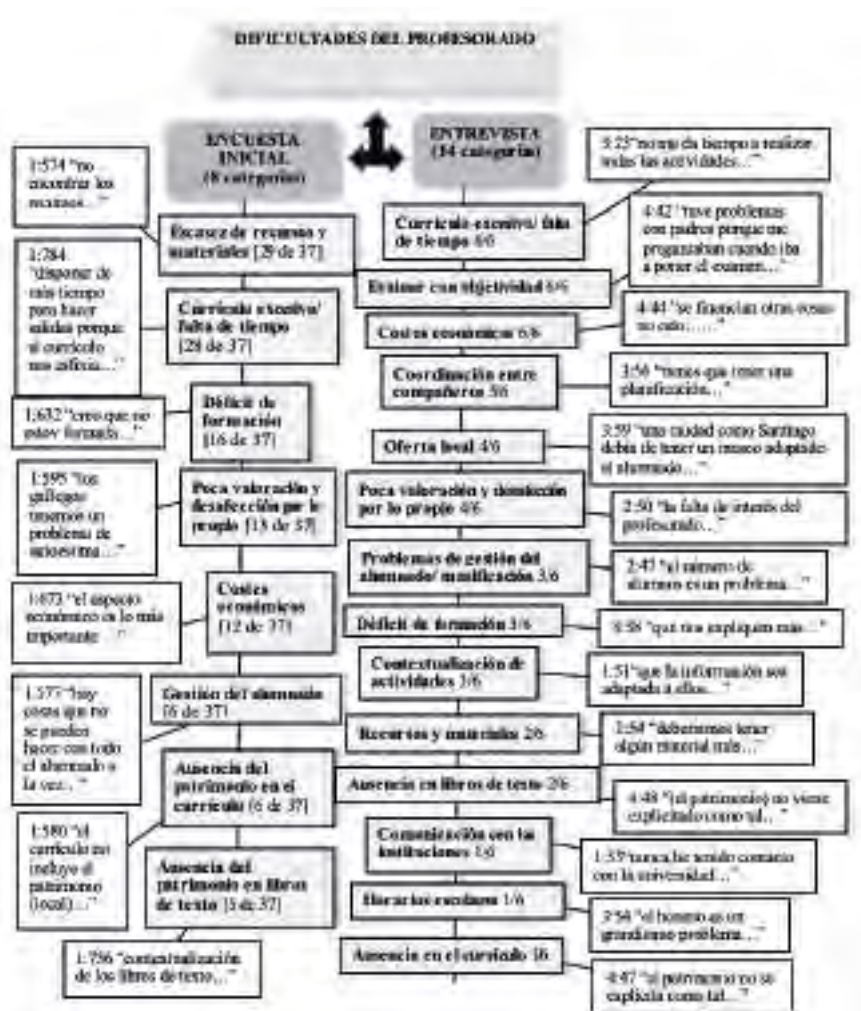 DIFICULTADES DEL PROFESORADO
ENCUESTA
INICIAL
(8 categorías)
ENTREVISTA
(14 categorías)
1:574 "no
encontrar los
recursos…"
Escasez de recursos y
materiales [29 de 37]
1:784
"disponer de
más tiempo
para hacer
salidas porque
el currículo
nos asfixia…"
Currículo excesivo/
falta de tiempo
[28 de 37]
1:632 "creo que no
estoy formada…"
Déficit de
formación
[16 de 37]
1:595 "los
gallegos
tenemos un
problema de
autoestima…"
Poca valoración y
desafección por lo
propio [13 de 37]
1:673 "el aspecto
económico es lo más
importante…"
Costes
económicos
[12 de 37]
1:577 "hay
cosas que no
se pueden
hacer con todo
el alumnado a
la vez…"
Gestión del alumnado
[6 de 37]
Ausencia del
patrimonio en el
currículo [6 de 37]
1:580 "el
currículo no
incluye el
patrimonio
(local)…"
Ausencia del
patrimonio en libros
de texto [5 de 37]
1:756 "contextualización
de los libros de texto…"
"no me da tiempo a realizar
todas las actividades…"
Currículo excesivo/ falta
de tiempo 6/6
4:42 "tuve problemas
con padres porque me
preguntaban cuando iba
a poner el examen…"
Evaluar con objetividad 6/6
4:44 "se financian otras cosas
no esto……"
Costes económicos 6/6
3:56 "tienes que tener una
planificación…"
Coordinación entre
compañeros 5/6
3:59 "una ciudad como Santiago
debía de tener un museo adaptado
al alumnado…"
Oferta local 4/6
Poca valoración y desafección
por lo propio 4/6
2:50 "la falta de interés del
profesorado…"
Problemas de gestión del
alumnado/ masificación 3/6
2:47 "el número de
alumnos es un problema…"
Déficit de formación 3/6
"que nos expliquen más…"
Contextualización de
actividades 3/6
1:51 "que la información sea
adaptada a ellos…"
Recursos y materiales 2/6
"deberíamos tener
algún material más…"
Ausencia en libros de texto 2/6
4:48 "(el patrimonio) no viene
explicitado como tal…"
Comunicación con las
instituciones 1/6
"nunca he tenido contacto
con la universidad…"
Horarios escolares 1/6
3:54 "el horario es un
grandísimo problema…"
Ausencia en el currículo 1/6
4:47 "el patrimonio no se
explicita como tal…"